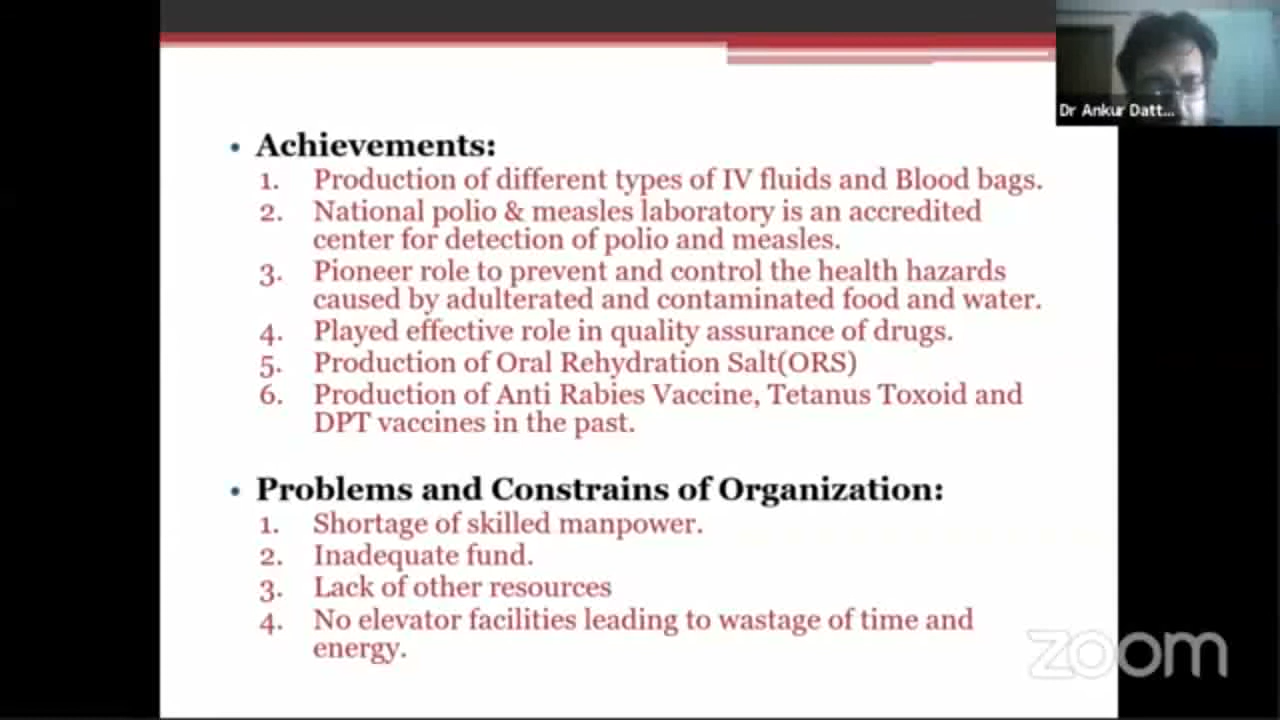 Dr Ankur Datt...
• Achievements:
1. Production of different types of IV fluids and Blood bags.
2. National polio & measles laboratory is an accredited
center for detection of polio and measles.
3. Pioneer role to prevent and control the health hazards
caused by adulterated and contaminated food and water.
4. Played effective role in quality assurance of drugs.
5. Production of Oral Rehydration Salt(ORS)
6. Production of Anti Rabies Vaccine, Tetanus Toxoid and
DPT vaccines in the past.
• Problems and Constrains of Organization:
1. Shortage of skilled manpower.
2. Inadequate fund.
3. Lack of other resources
4. No elevator facilities leading to wastage of time and
energy.
zoom